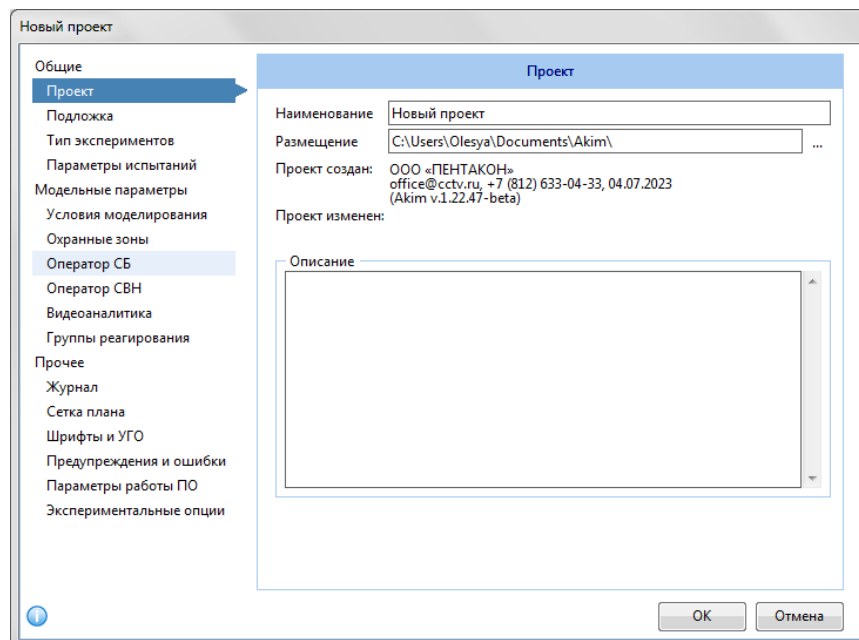 Новый проект
Общие
Проект
Подложка
Тип экспериментов
Параметры испытаний
Модельные параметры
Условия моделирования
Охранные зоны
Оператор СБ
Оператор СВН
Видеоаналитика
Группы реагирования
Прочее
Журнал
Сетка плана
Шрифты и УГО
Предупреждения и ошибки
Параметры работы ПО
Экспериментальные опции
Проект
Наименование Новый проект
Размещение C:\Users\Olesya\Documents\Akim\ ...
Проект создан: ООО «ПЕНТАКОН»
office@cctv.ru, +7 (812) 633-04-33, 04.07.2023
(Akim v.1.22.47-beta)
Проект изменен:
Описание
OK Отмена